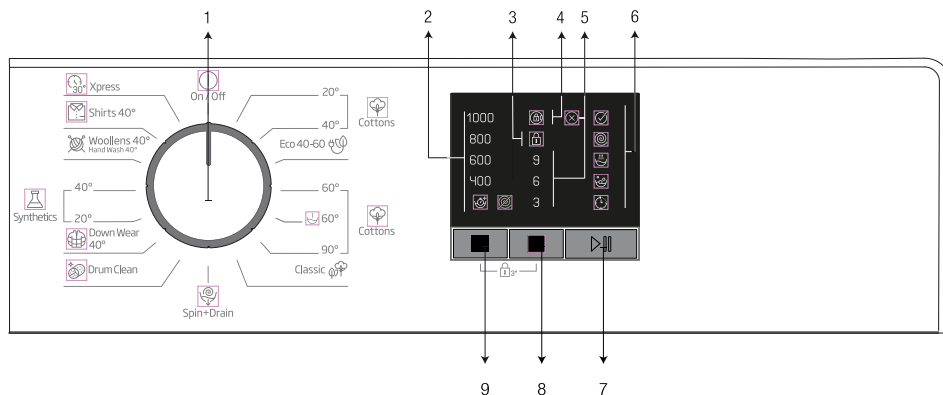 1
2
3
4
5
6
On / Off
30°
Xpress
Shirts 40°
Woollens 40°
Hand Wash 40°
40°
20°
Synthetics
Down Wear
40°
Drum Clean
Spin+Drain
20°
40°
Cottons
Eco 40-60
60°
60°
90°
Cottons
Classic
1000
800
600
400
9
6
3
3"
9
8
7